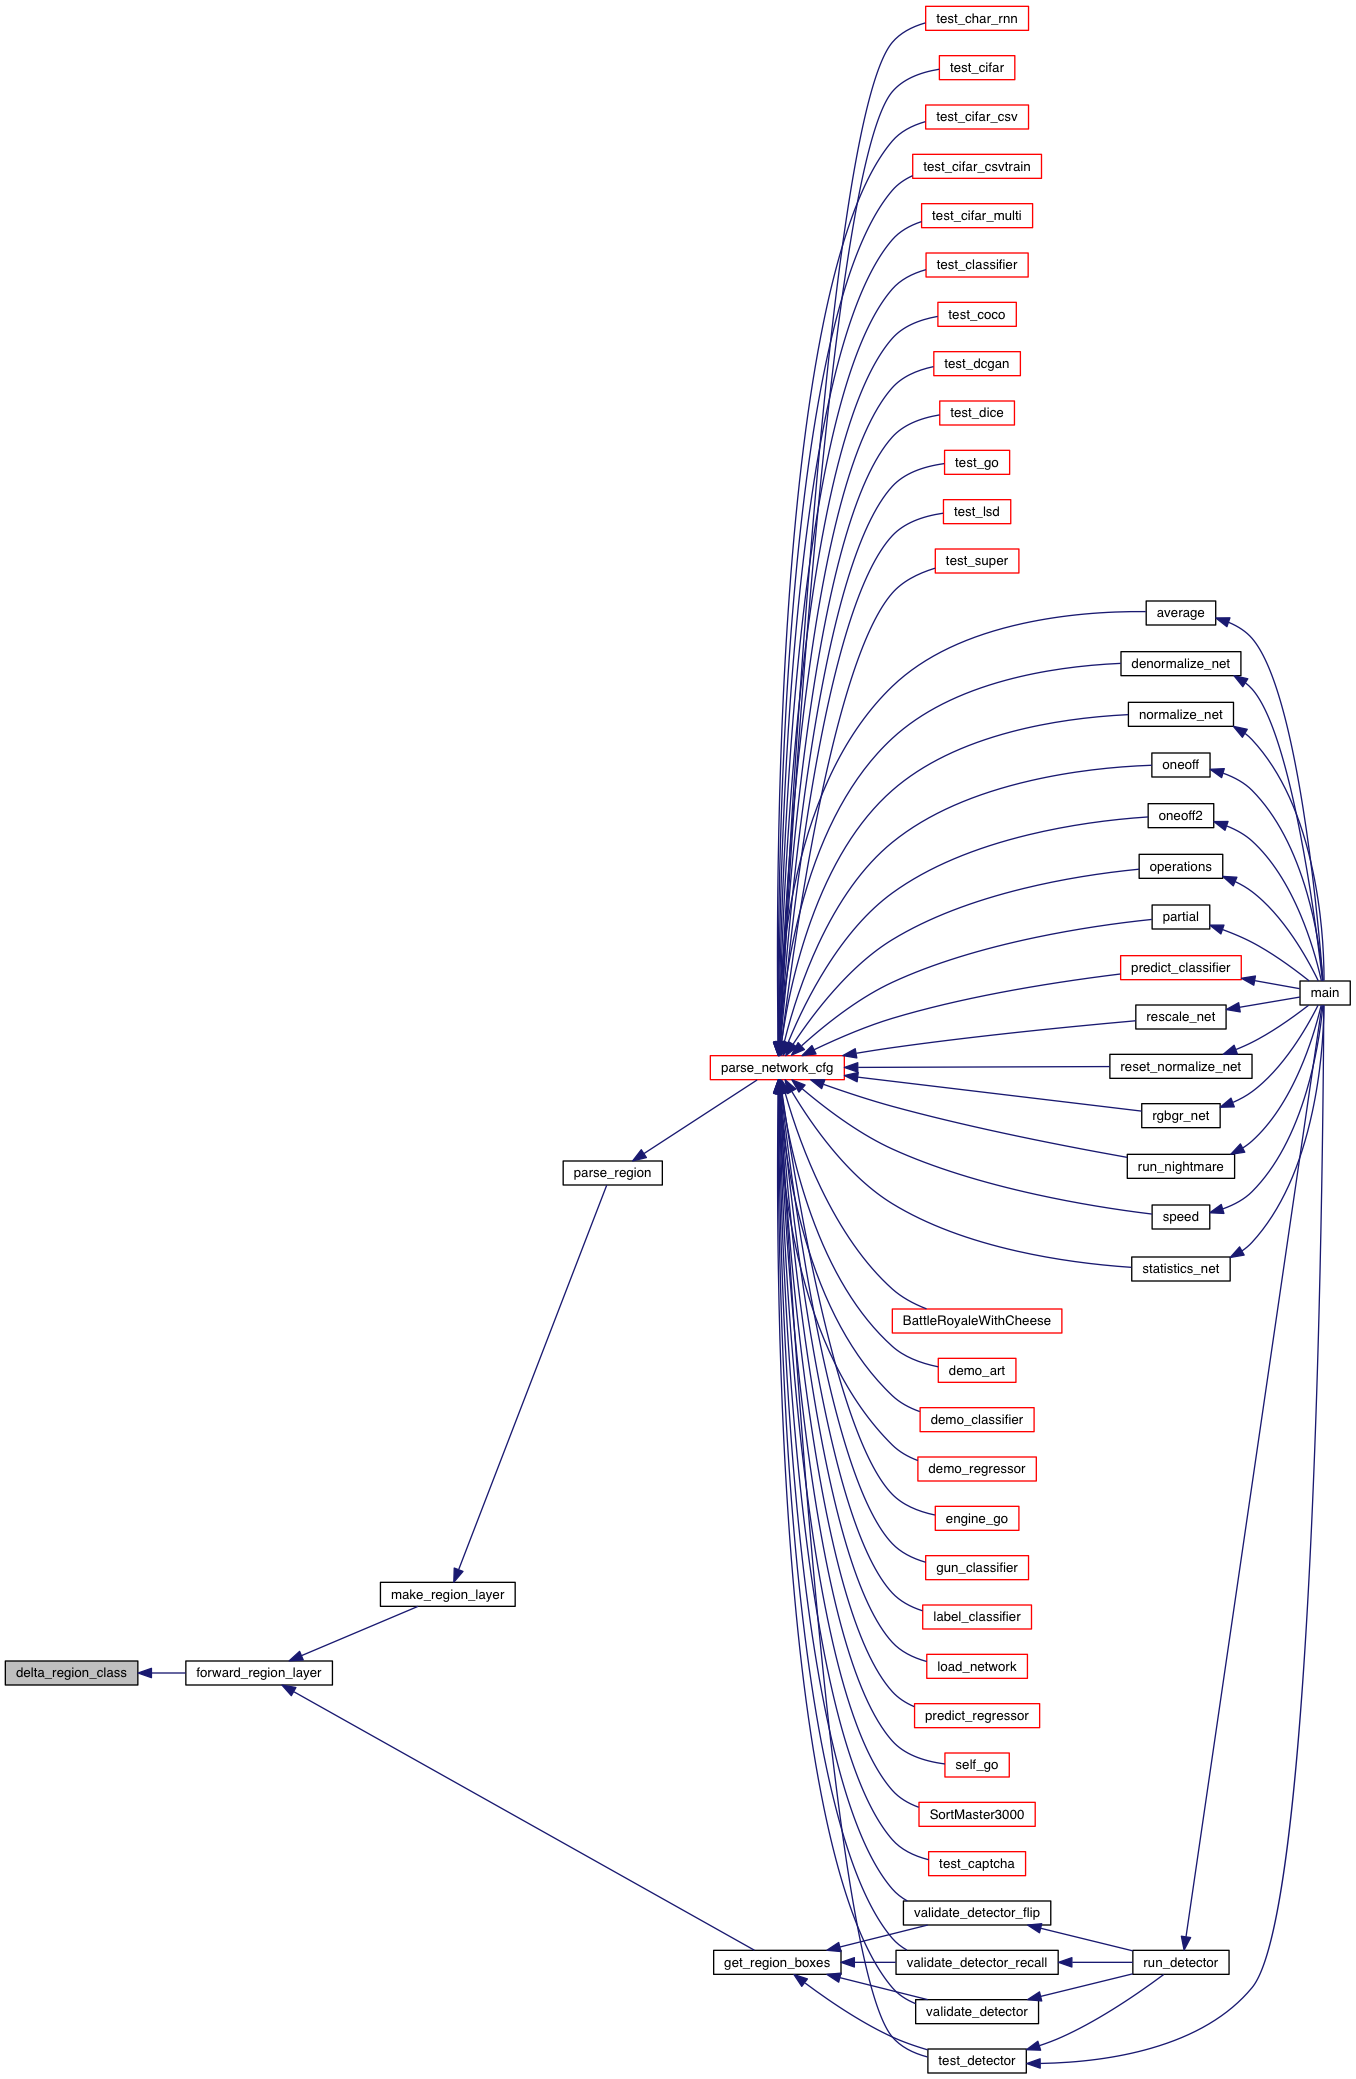 test_char_rnn
test_cifar
test_cifar_csv
test_cifar_csvtrain
test_cifar_multi
test_classifier
test_coco
test_dcgan
test_dice
test_go
test_lsd
test_super
average
denormalize_net
normalize_net
oneoff
oneoff2
operations
partial
predict_classifier
main
rescale_net
parse_network_cfg
reset_normalize_net
rgbgr_net
run_nightmare
parse_region
speed
statistics_net
BattleRoyaleWithCheese
demo_art
demo_classifier
demo_regressor
engine_go
gun_classifier
make_region_layer
label_classifier
load_network
delta_region_class
forward_region_layer
predict_regressor
self_go
SortMaster3000
test_captcha
validate_detector_flip
get_region_boxes
validate_detector_recall
run_detector
validate_detector
test_detector